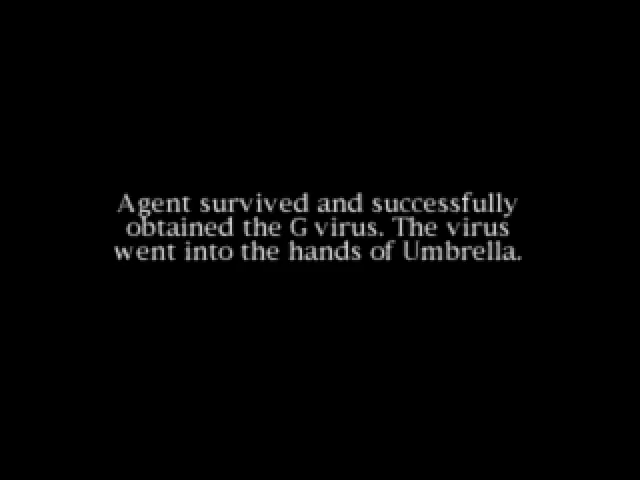 Agent survived and successfully
obtained the G virus. The virus
went into the hands of Umbrella.